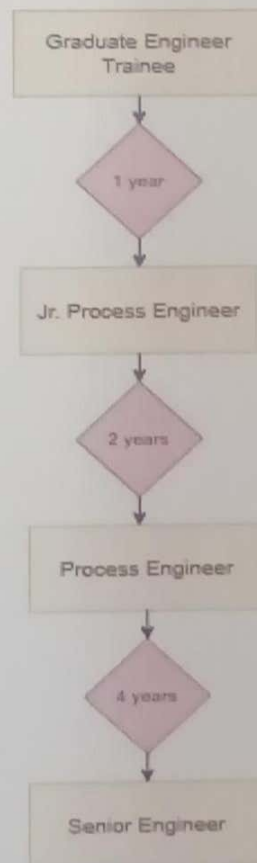 Graduate Engineer
Trainee
1 year
Jr. Process Engineer
2 years
Process Engineer
4 years
Senior Engineer